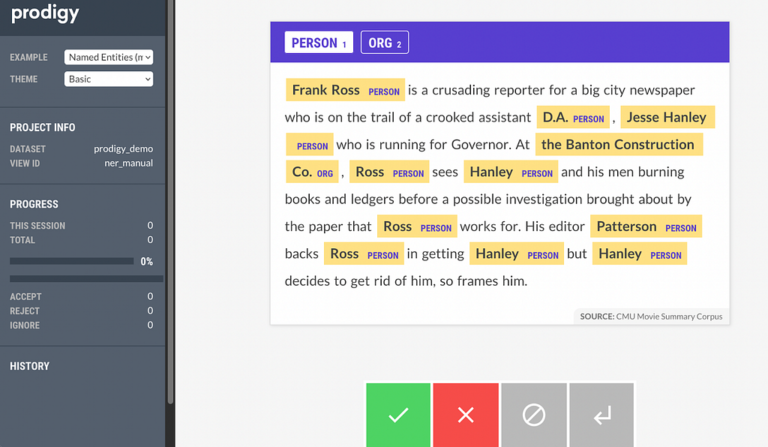 prodigy
EXAMPLE Named Entities (n
THEME Basic
PROJECT INFO
DATASET prodigy_demo
VIEW ID ner_manual
PROGRESS
THIS SESSION 0
TOTAL 0
0%
ACCEPT 0
REJECT 0
IGNORE 0
HISTORY
PERSON 1 ORG 2
Frank Ross PERSON is a crusading reporter for a big city newspaper
who is on the trail of a crooked assistant D.A. PERSON , Jesse Hanley
PERSON who is running for Governor. At the Banton Construction
Co. ORG , Ross PERSON sees Hanley PERSON and his men burning
books and ledgers before a possible investigation brought about by
the paper that Ross PERSON works for. His editor Patterson PERSON
backs Ross PERSON in getting Hanley PERSON but Hanley PERSON
decides to get rid of him, so frames him.
SOURCE: CMU Movie Summary Corpus